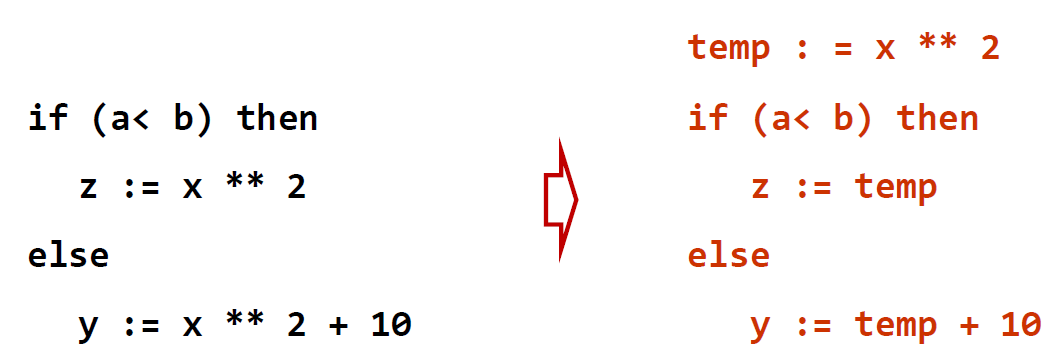 if (a< b) then
z := x ** 2
else
y := x ** 2 + 10
temp : = x ** 2
if (a< b) then
z := temp
else
y := temp + 10